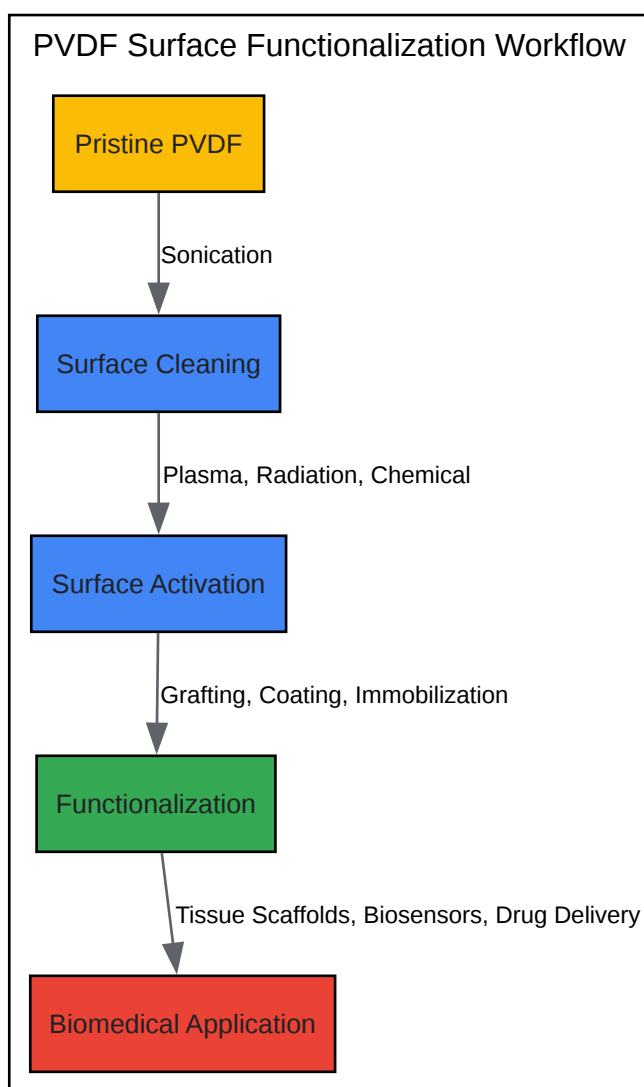 PVDF Surface Functionalization Workflow
Pristine PVDF
Sonication
Surface Cleaning
Plasma, Radiation, Chemical
Surface Activation
Grafting, Coating, Immobilization
Functionalization
Tissue Scaffolds, Biosensors, Drug Delivery
Biomedical Application